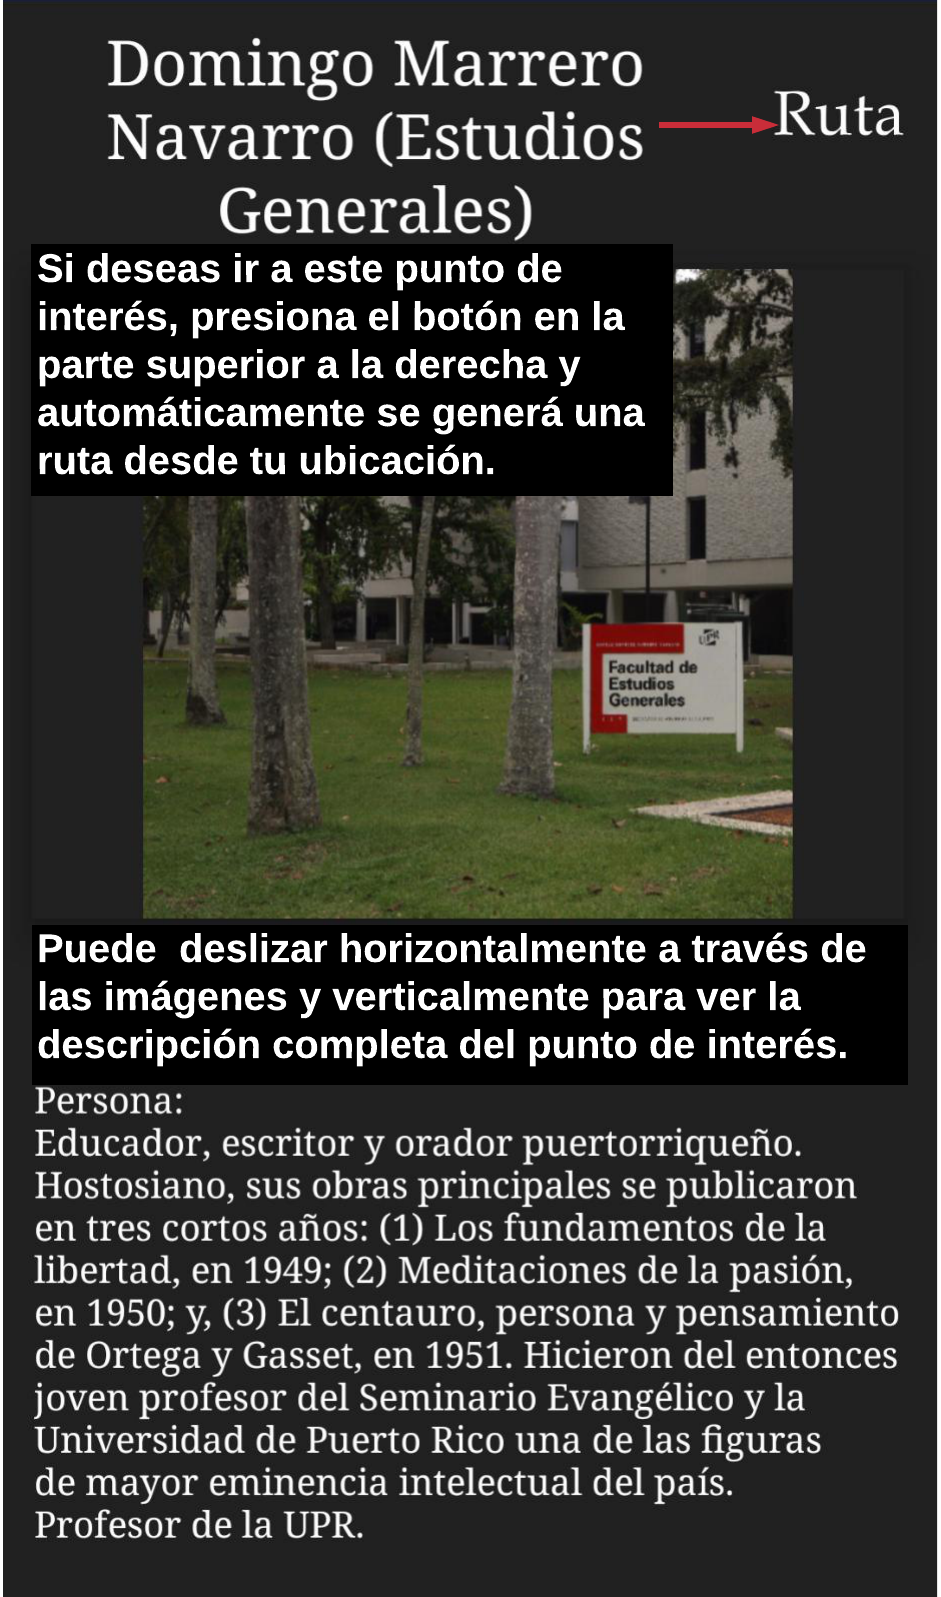 Domingo Marrero
Navarro (Estudios
Generales)
Ruta
Si deseas ir a este punto de
interés, presiona el botón en la
parte superior a la derecha y
automáticamente se generá una
ruta desde tu ubicación.
UPR
Facultad de
Estudios
Generales
Puede  deslizar horizontalmente a través de
las imágenes y verticalmente para ver la
descripción completa del punto de interés.
Persona:
Educador, escritor y orador puertorriqueño.
Hostosiano, sus obras principales se publicaron
en tres cortos años: (1) Los fundamentos de la
libertad, en 1949; (2) Meditaciones de la pasión,
en 1950; y, (3) El centauro, persona y pensamiento
de Ortega y Gasset, en 1951. Hicieron del entonces
joven profesor del Seminario Evangélico y la
Universidad de Puerto Rico una de las figuras
de mayor eminencia intelectual del país.
Profesor de la UPR.